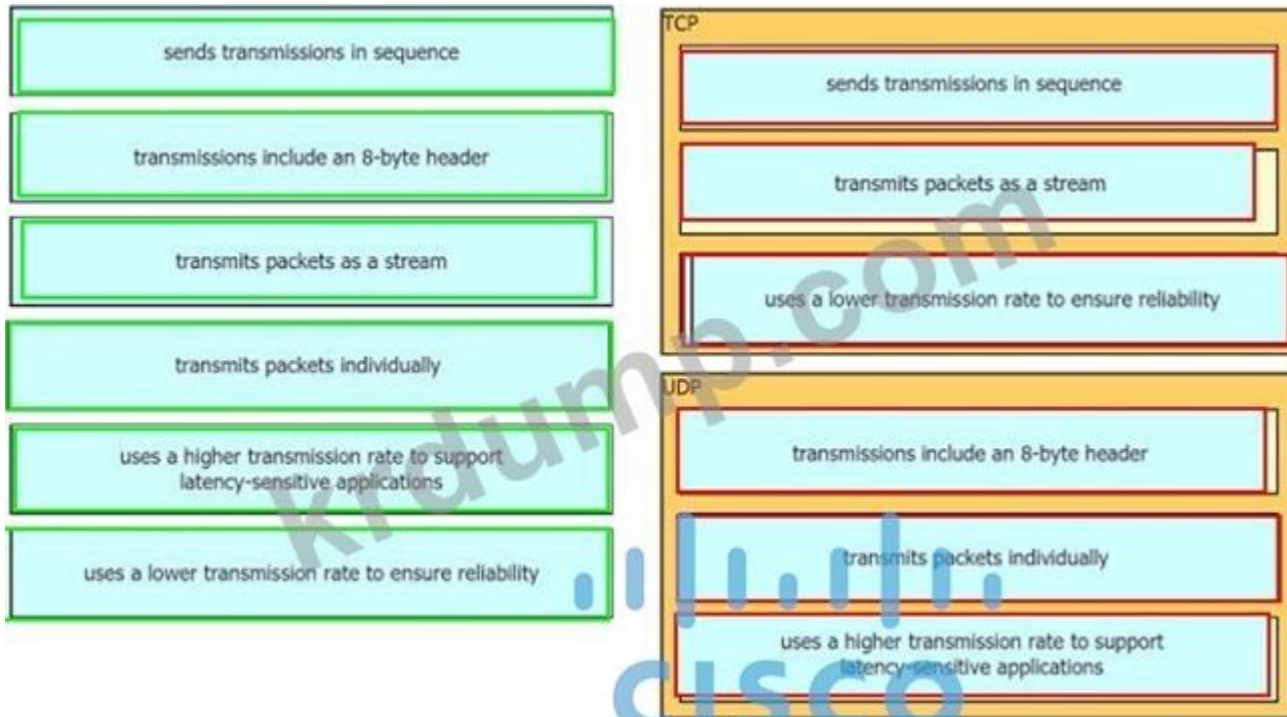 sends transmissions in sequence
transmissions include an 8-byte header
transmits packets as a stream
transmits packets individually
uses a higher transmission rate to support
latency-sensitive applications
uses a lower transmission rate to ensure reliability
TCP
sends transmissions in sequence
transmits packets as a stream
uses a lower transmission rate to ensure reliability
UDP
transmissions include an 8-byte header
transmits packets individually
uses a higher transmission rate to support
latency-sensitive applications
krdump.com
CISCO